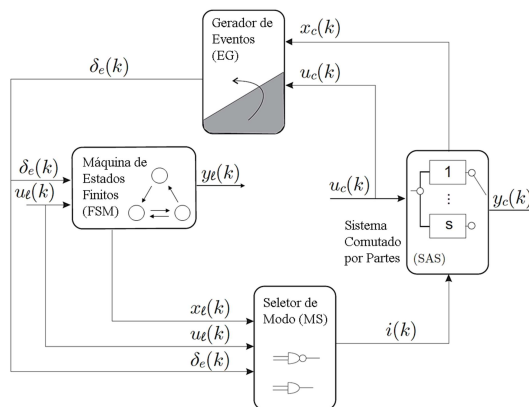 Gerador de
Eventos
(EG)
x_c(k)
u_c(k)
δ_e(k)
δ_e(k)
u_ℓ(k)
Máquina de
Estados
Finitos
(FSM)
y_ℓ(k)
u_c(k)
Sistema
Comutado
por Partes
1
⋮
s
(SAS)
y_c(k)
x_ℓ(k)
u_ℓ(k)
δ_e(k)
Seletor de
Modo (MS)
i(k)